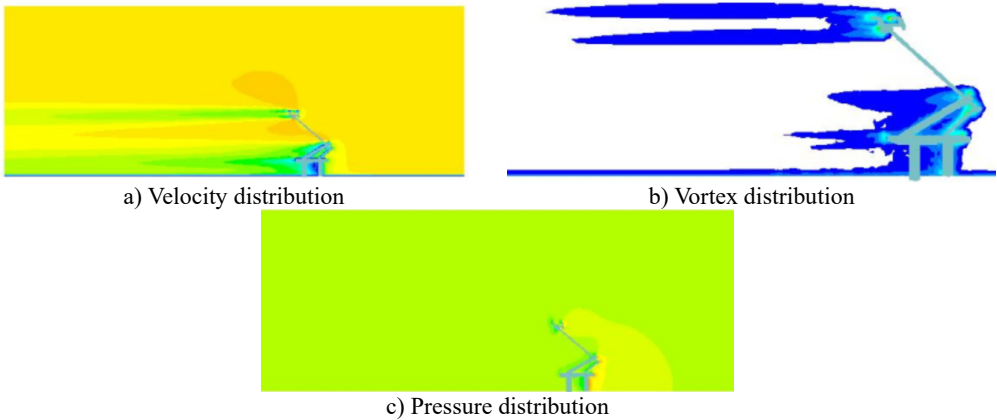 a) Velocity distribution
b) Vortex distribution
c) Pressure distribution